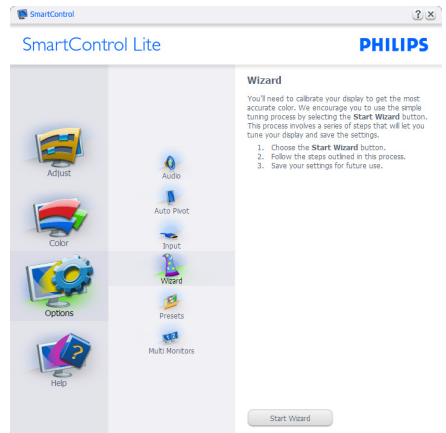 SmartControl
SmartControl Lite
PHILIPS
Adjust
Color
Options
Help
Audio
Auto Pivot
Input
Wizard
Presets
Multi Monitors
Wizard
You'll need to calibrate your display to get the most
accurate color. We encourage you to use the simple
tuning process by selecting the Start Wizard button.
This process involves a series of steps that will let you
tune your display and save the settings.
1. Choose the Start Wizard button.
2. Follow the steps outlined in this process.
3. Save your settings for future use.
Start Wizard